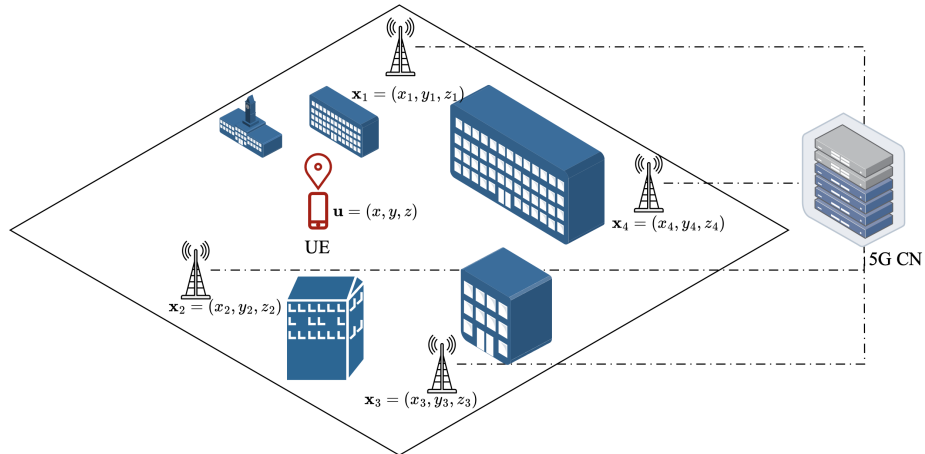 𝐱₁ = (x₁, y₁, z₁)
𝐮 = (x, y, z)
UE
𝐱₄ = (x₄, y₄, z₄)
5G CN
𝐱₂ = (x₂, y₂, z₂)
𝐱₃ = (x₃, y₃, z₃)